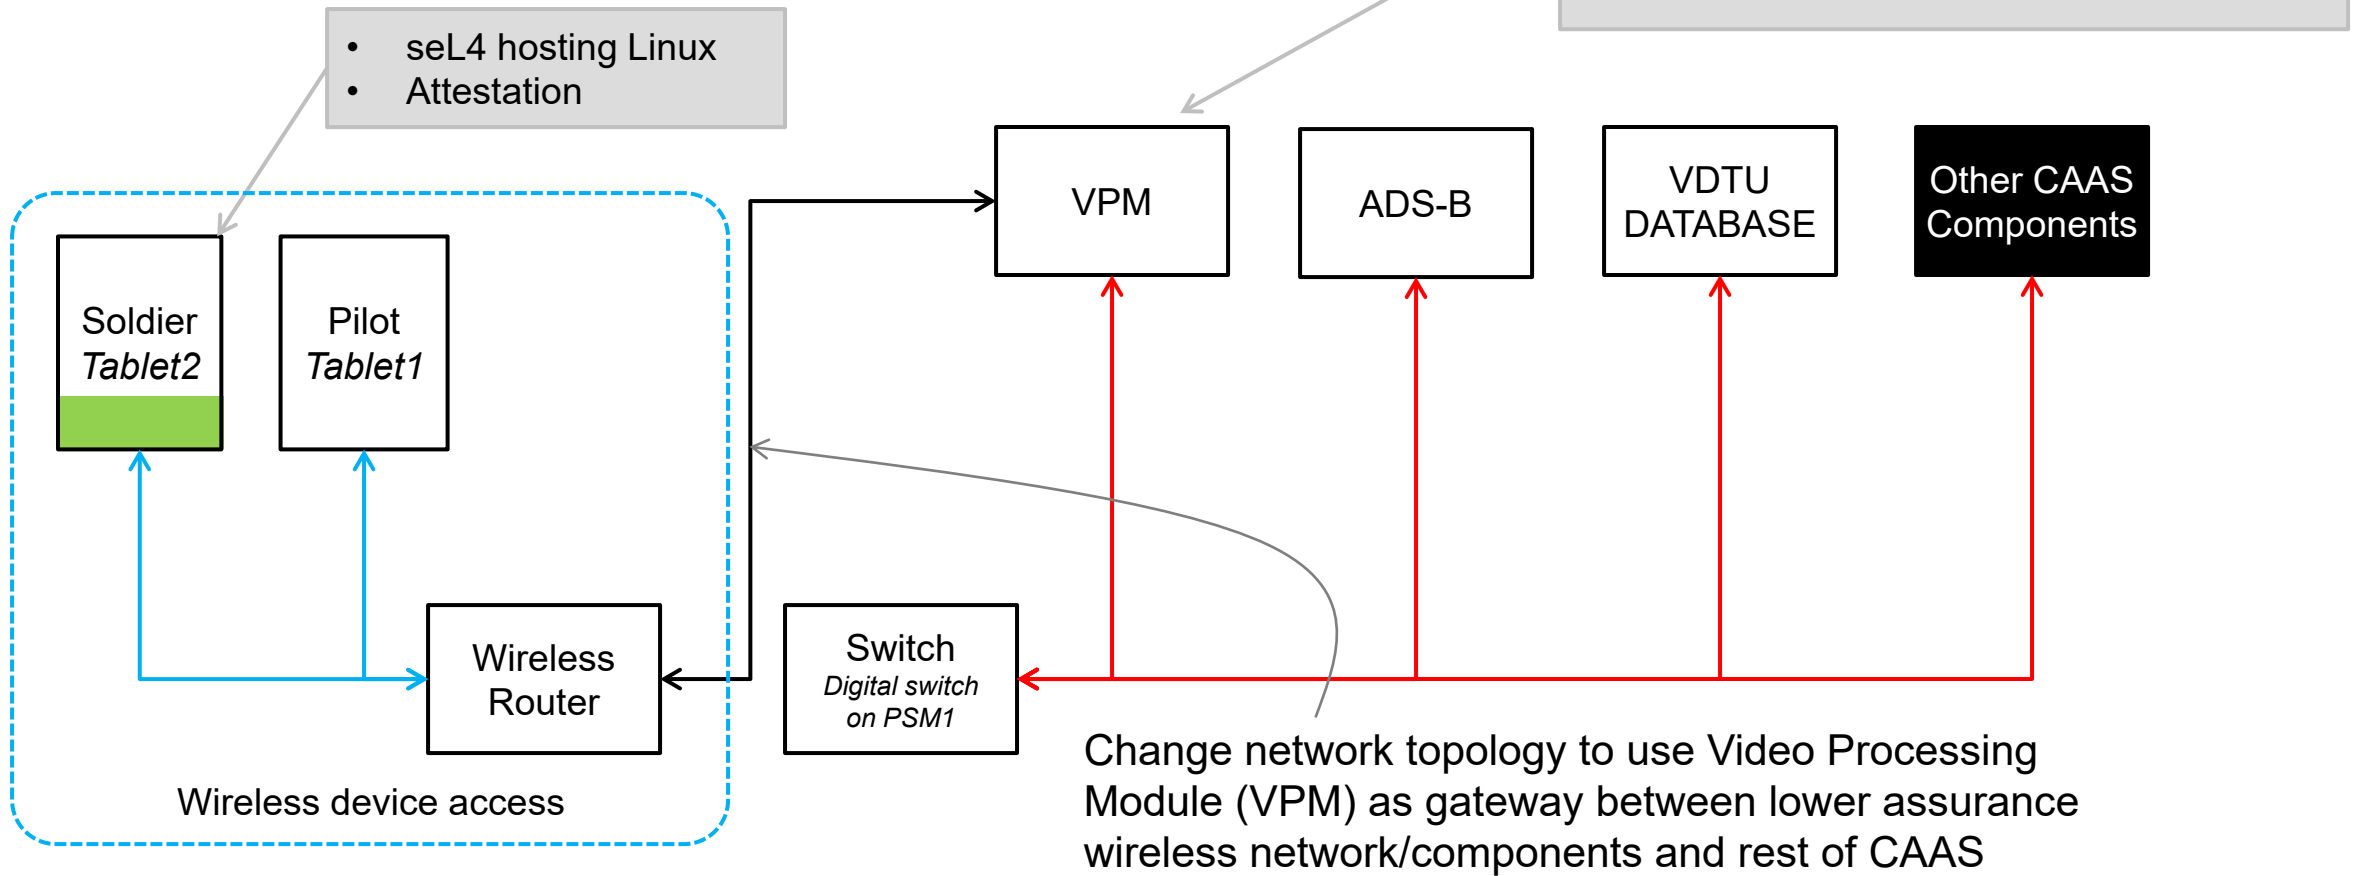 • seL4 hosting Linux
• Attestation
VPM
ADS-B
VDTU
DATABASE
Other CAAS
Components
Soldier
Tablet2
Pilot
Tablet1
Wireless
Router
Switch
Digital switch
on PSM1
Wireless device access
Change network topology to use Video Processing
Module (VPM) as gateway between lower assurance
wireless network/components and rest of CAAS